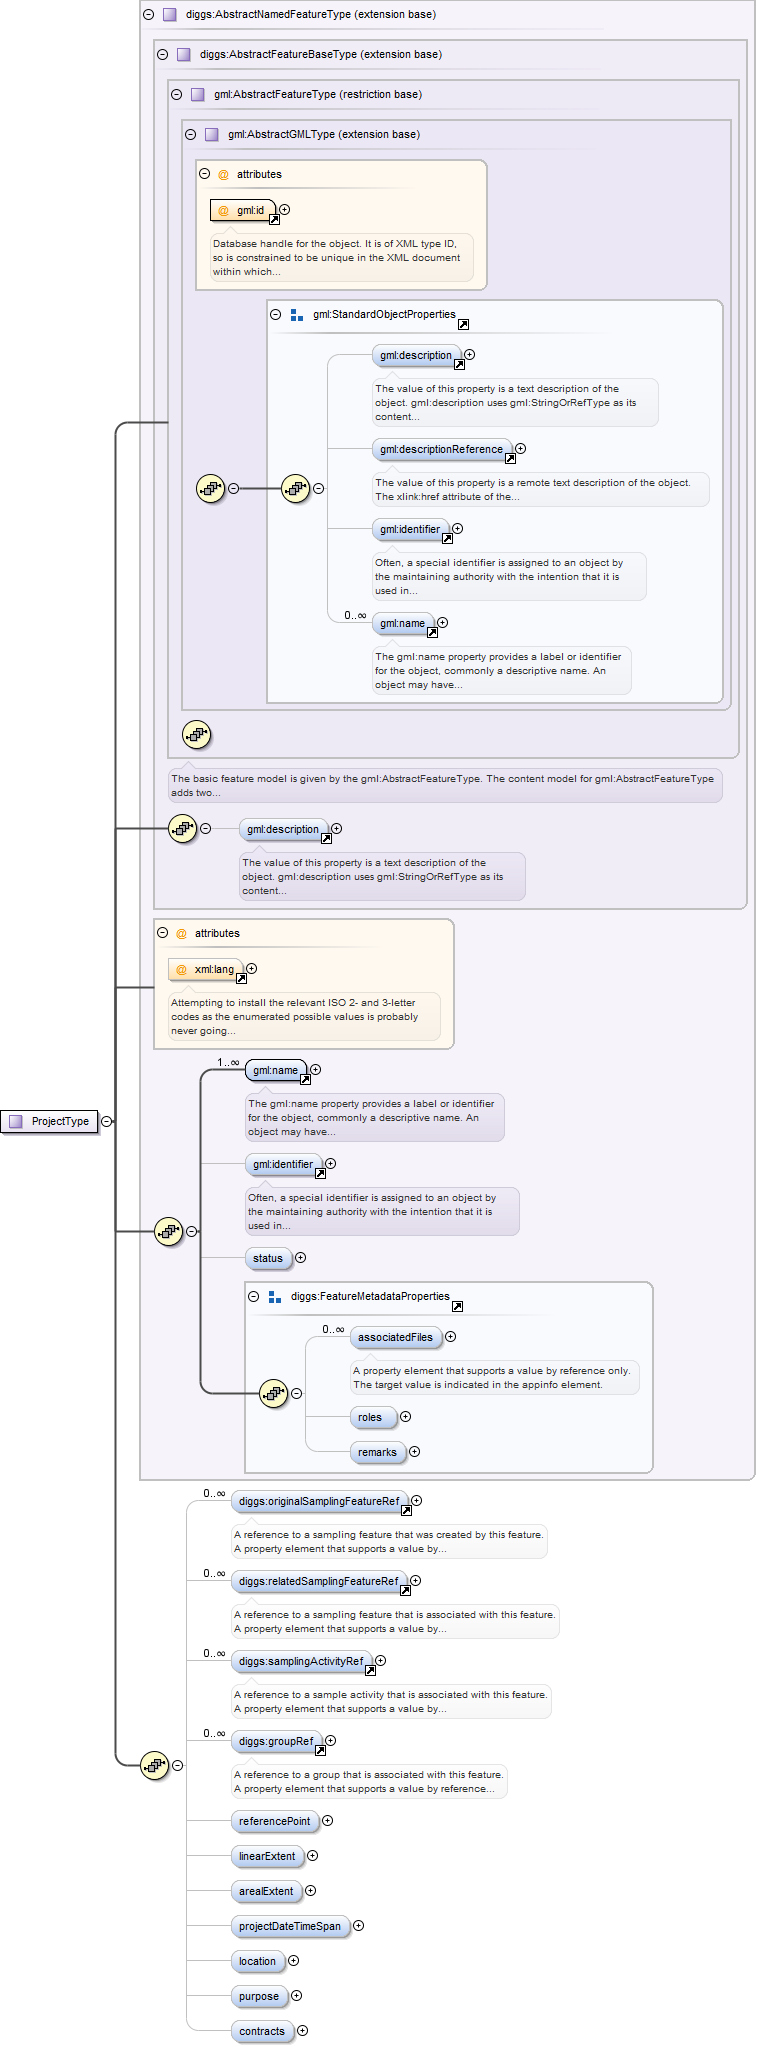 diggs:AbstractNamedFeatureType (extension base)
diggs:AbstractFeatureBaseType (extension base)
gml:AbstractFeatureType (restriction base)
gml:AbstractGMLType (extension base)
@ attributes
@ gml:id
Database handle for the object. It is of XML type ID,
so is constrained to be unique in the XML document
within which...
gml:StandardObjectProperties
gml:description
The value of this property is a text description of the
object. gml:description uses gml:StringOrRefType as its
content...
gml:descriptionReference
The value of this property is a remote text description of the object.
The xlink:href attribute of the...
gml:identifier
Often, a special identifier is assigned to an object by
the maintaining authority with the intention that it is
used in...
0..∞
gml:name
The gml:name property provides a label or identifier
for the object, commonly a descriptive name. An
object may have...
The basic feature model is given by the gml:AbstractFeatureType. The content model for gml:AbstractFeatureType
adds two...
gml:description
The value of this property is a text description of the
object. gml:description uses gml:StringOrRefType as its
content...
@ attributes
@ xml:lang
Attempting to install the relevant ISO 2- and 3-letter
codes as the enumerated possible values is probably
never going...
1..∞
gml:name
The gml:name property provides a label or identifier
for the object, commonly a descriptive name. An
object may have...
ProjectType
gml:identifier
Often, a special identifier is assigned to an object by
the maintaining authority with the intention that it is
used in...
status
diggs:FeatureMetadataProperties
0..∞
associatedFiles
A property element that supports a value by reference only.
The target value is indicated in the appinfo element.
roles
remarks
0..∞
diggs:originalSamplingFeatureRef
A reference to a sampling feature that was created by this feature.
A property element that supports a value by...
0..∞
diggs:relatedSamplingFeatureRef
A reference to a sampling feature that is associated with this feature.
A property element that supports a value by...
0..∞
diggs:samplingActivityRef
A reference to a sample activity that is associated with this feature.
A property element that supports a value by...
0..∞
diggs:groupRef
A reference to a group that is associated with this feature.
A property element that supports a value by reference...
referencePoint
linearExtent
arealExtent
projectDateTimeSpan
location
purpose
contracts